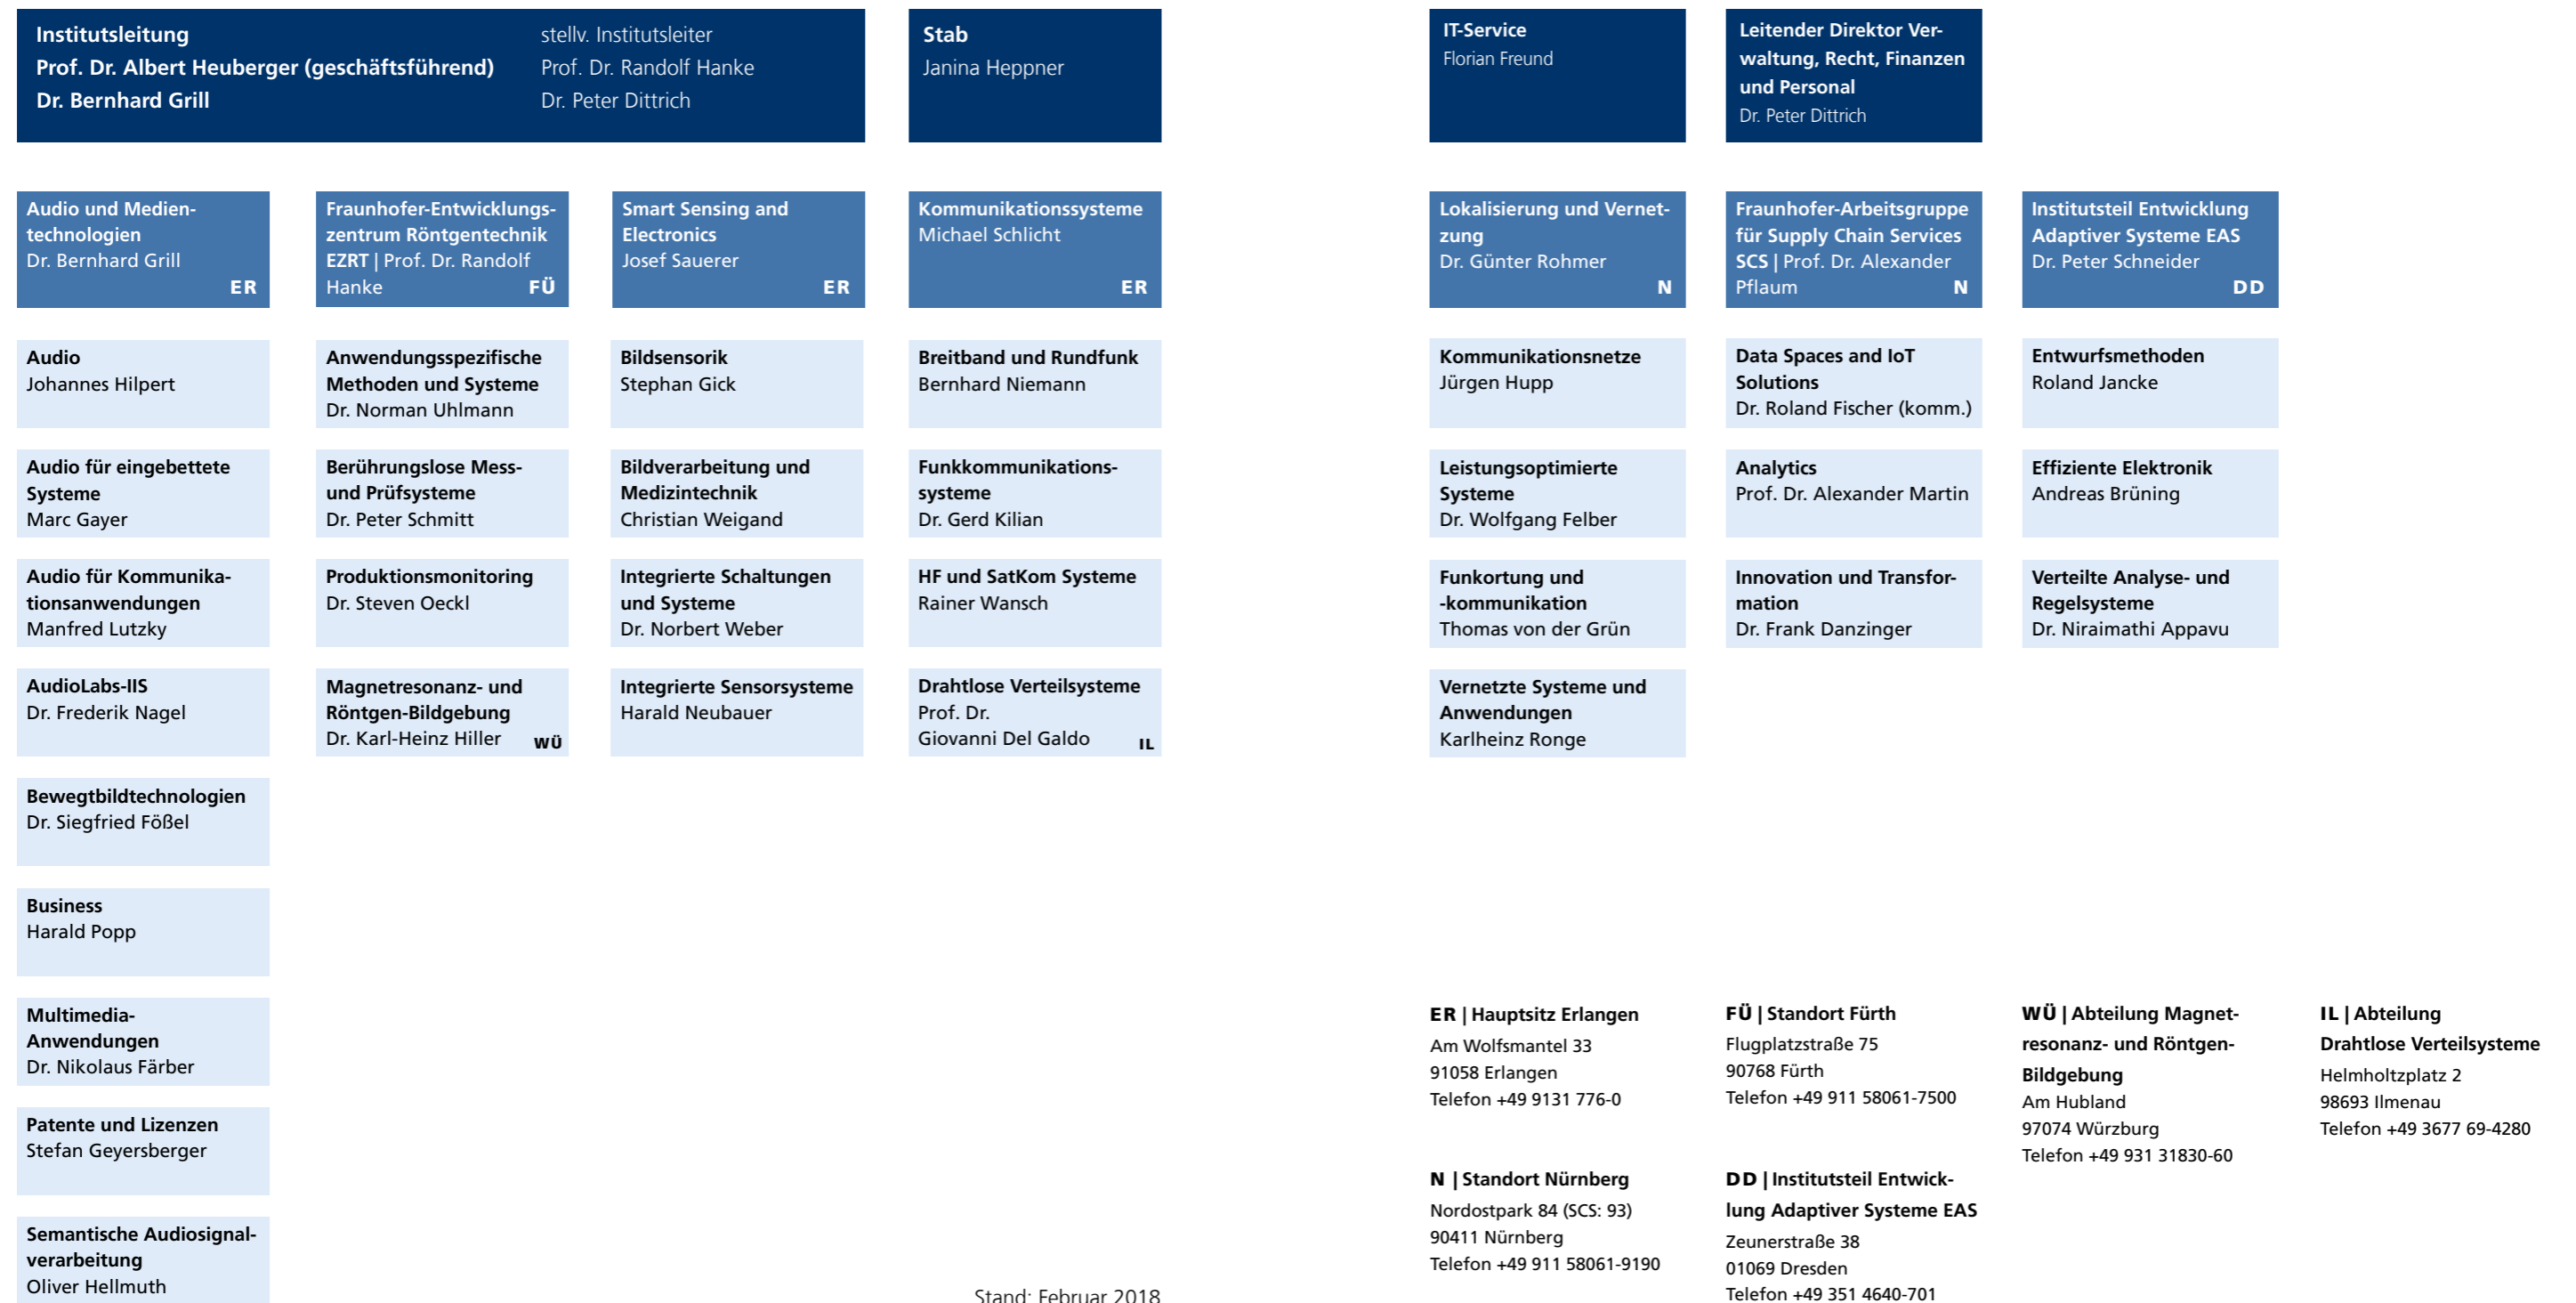 Institutsleitung
Prof. Dr. Albert Heuberger (geschäftsführend)
Dr. Bernhard Grill
stellv. Institutsleiter
Prof. Dr. Randolf Hanke
Dr. Peter Dittrich
Stab
Janina Heppner
IT-Service
Florian Freund
Leitender Direktor Ver-
waltung, Recht, Finanzen
und Personal
Dr. Peter Dittrich
Audio und Medien-
technologien
Dr. Bernhard Grill
ER
Fraunhofer-Entwicklungs-
zentrum Röntgentechnik
EZRT | Prof. Dr. Randolf
Hanke FÜ
Smart Sensing and
Electronics
Josef Sauerer
ER
Kommunikationssysteme
Michael Schlicht
ER
Lokalisierung und Vernet-
zung
Dr. Günter Rohmer
N
Fraunhofer-Arbeitsgruppe
für Supply Chain Services
SCS | Prof. Dr. Alexander
Pflaum N
Institutsteil Entwicklung
Adaptiver Systeme EAS
Dr. Peter Schneider
DD
Audio
Johannes Hilpert
Audio für eingebettete
Systeme
Marc Gayer
Audio für Kommunika-
tionsanwendungen
Manfred Lutzky
AudioLabs-IIS
Dr. Frederik Nagel
Bewegtbildtechnologien
Dr. Siegfried Fößel
Business
Harald Popp
Multimedia-
Anwendungen
Dr. Nikolaus Färber
Patente und Lizenzen
Stefan Geyersberger
Semantische Audiosignal-
verarbeitung
Oliver Hellmuth
Anwendungsspezifische
Methoden und Systeme
Dr. Norman Uhlmann
Berührungslose Mess-
und Prüfsysteme
Dr. Peter Schmitt
Produktionsmonitoring
Dr. Steven Oeckl
Magnetresonanz- und
Röntgen-Bildgebung
Dr. Karl-Heinz Hiller WÜ
Bildsensorik
Stephan Gick
Bildverarbeitung und
Medizintechnik
Christian Weigand
Integrierte Schaltungen
und Systeme
Dr. Norbert Weber
Integrierte Sensorsysteme
Harald Neubauer
Breitband und Rundfunk
Bernhard Niemann
Funkkommunikations-
systeme
Dr. Gerd Kilian
HF und SatKom Systeme
Rainer Wansch
Drahtlose Verteilsysteme
Prof. Dr.
Giovanni Del Galdo IL
Kommunikationsnetze
Jürgen Hupp
Leistungsoptimierte
Systeme
Dr. Wolfgang Felber
Funkortung und
-kommunikation
Thomas von der Grün
Vernetzte Systeme und
Anwendungen
Karlheinz Ronge
Data Spaces and IoT
Solutions
Dr. Roland Fischer (komm.)
Analytics
Prof. Dr. Alexander Martin
Innovation und Transfor-
mation
Dr. Frank Danzinger
Entwurfsmethoden
Roland Jancke
Effiziente Elektronik
Andreas Brüning
Verteilte Analyse- und
Regelsysteme
Dr. Niraimathi Appavu
ER | Hauptsitz Erlangen
Am Wolfsmantel 33
91058 Erlangen
Telefon +49 9131 776-0
FÜ | Standort Fürth
Flugplatzstraße 75
90768 Fürth
Telefon +49 911 58061-7500
WÜ | Abteilung Magnet-
resonanz- und Röntgen-
Bildgebung
Am Hubland
97074 Würzburg
Telefon +49 931 31830-60
IL | Abteilung
Drahtlose Verteilsysteme
Helmholtzplatz 2
98693 Ilmenau
Telefon +49 3677 69-4280
N | Standort Nürnberg
Nordostpark 84 (SCS: 93)
90411 Nürnberg
Telefon +49 911 58061-9190
DD | Institutsteil Entwick-
lung Adaptiver Systeme EAS
Zeunerstraße 38
01069 Dresden
Telefon +49 351 4640-701
Stand: Februar 2018